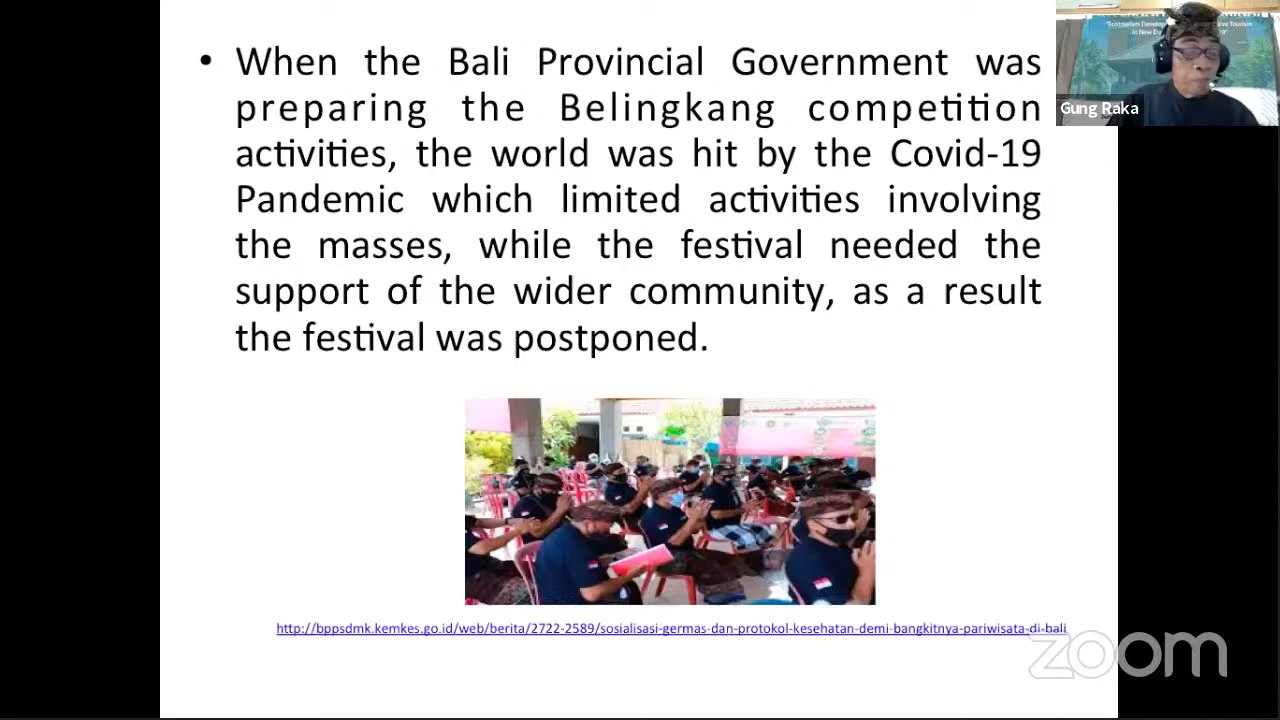 • When the Bali Provincial Government was
preparing the Belingkang competition
activities, the world was hit by the Covid-19
Pandemic which limited activities involving
the masses, while the festival needed the
support of the wider community, as a result
the festival was postponed.
Gung Raka
http://bppsdmk.kemkes.go.id/web/berita/2722-2589/sosialisasi-germas-dan-protokol-kesehatan-demi-bangkitnya-pariwisata-di-bali
zoom